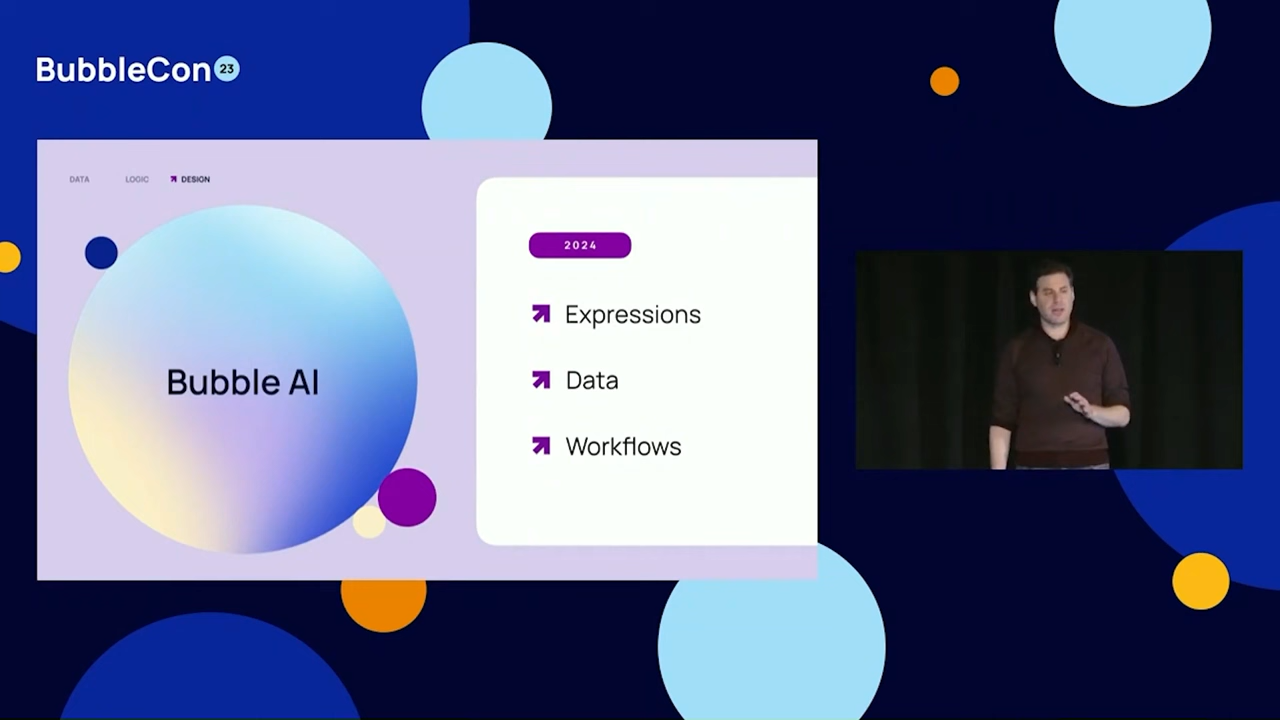 BubbleCon 23
DATA LOGIC DESIGN
Bubble AI
2024
Expressions
Data
Workflows